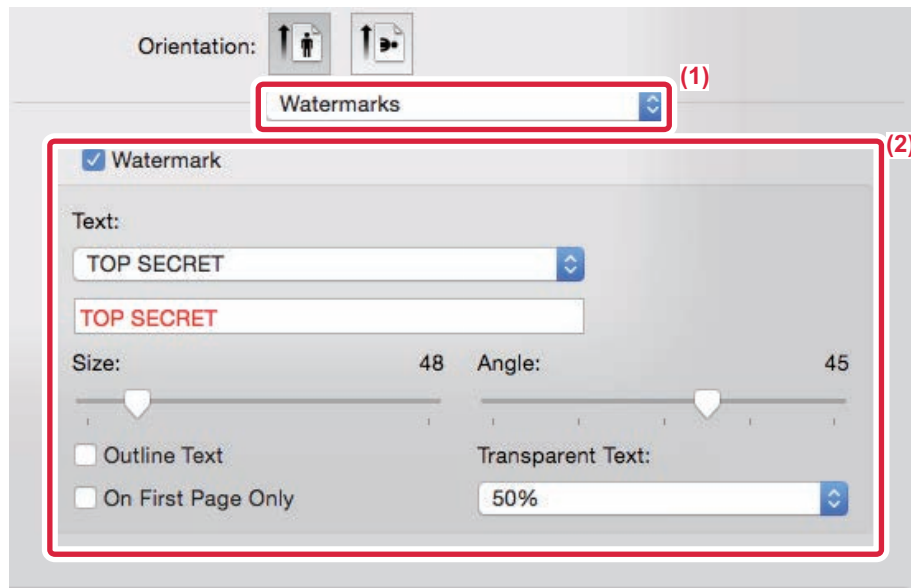 Orientation:
Watermarks
(1)
(2)
Watermark
Text:
TOP SECRET
TOP SECRET
Size: 48 Angle: 45
Outline Text Transparent Text:
On First Page Only 50%